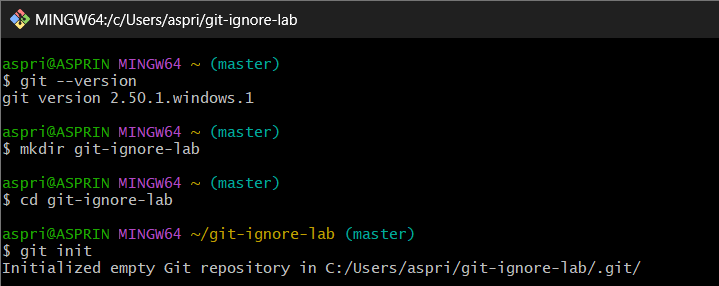 MINGW64:/c/Users/aspri/git-ignore-lab
aspri@ASPRIN MINGW64 ~ (master)
$ git --version
git version 2.50.1.windows.1
aspri@ASPRIN MINGW64 ~ (master)
$ mkdir git-ignore-lab
aspri@ASPRIN MINGW64 ~ (master)
$ cd git-ignore-lab
aspri@ASPRIN MINGW64 ~/git-ignore-lab (master)
$ git init
Initialized empty Git repository in C:/Users/aspri/git-ignore-lab/.git/